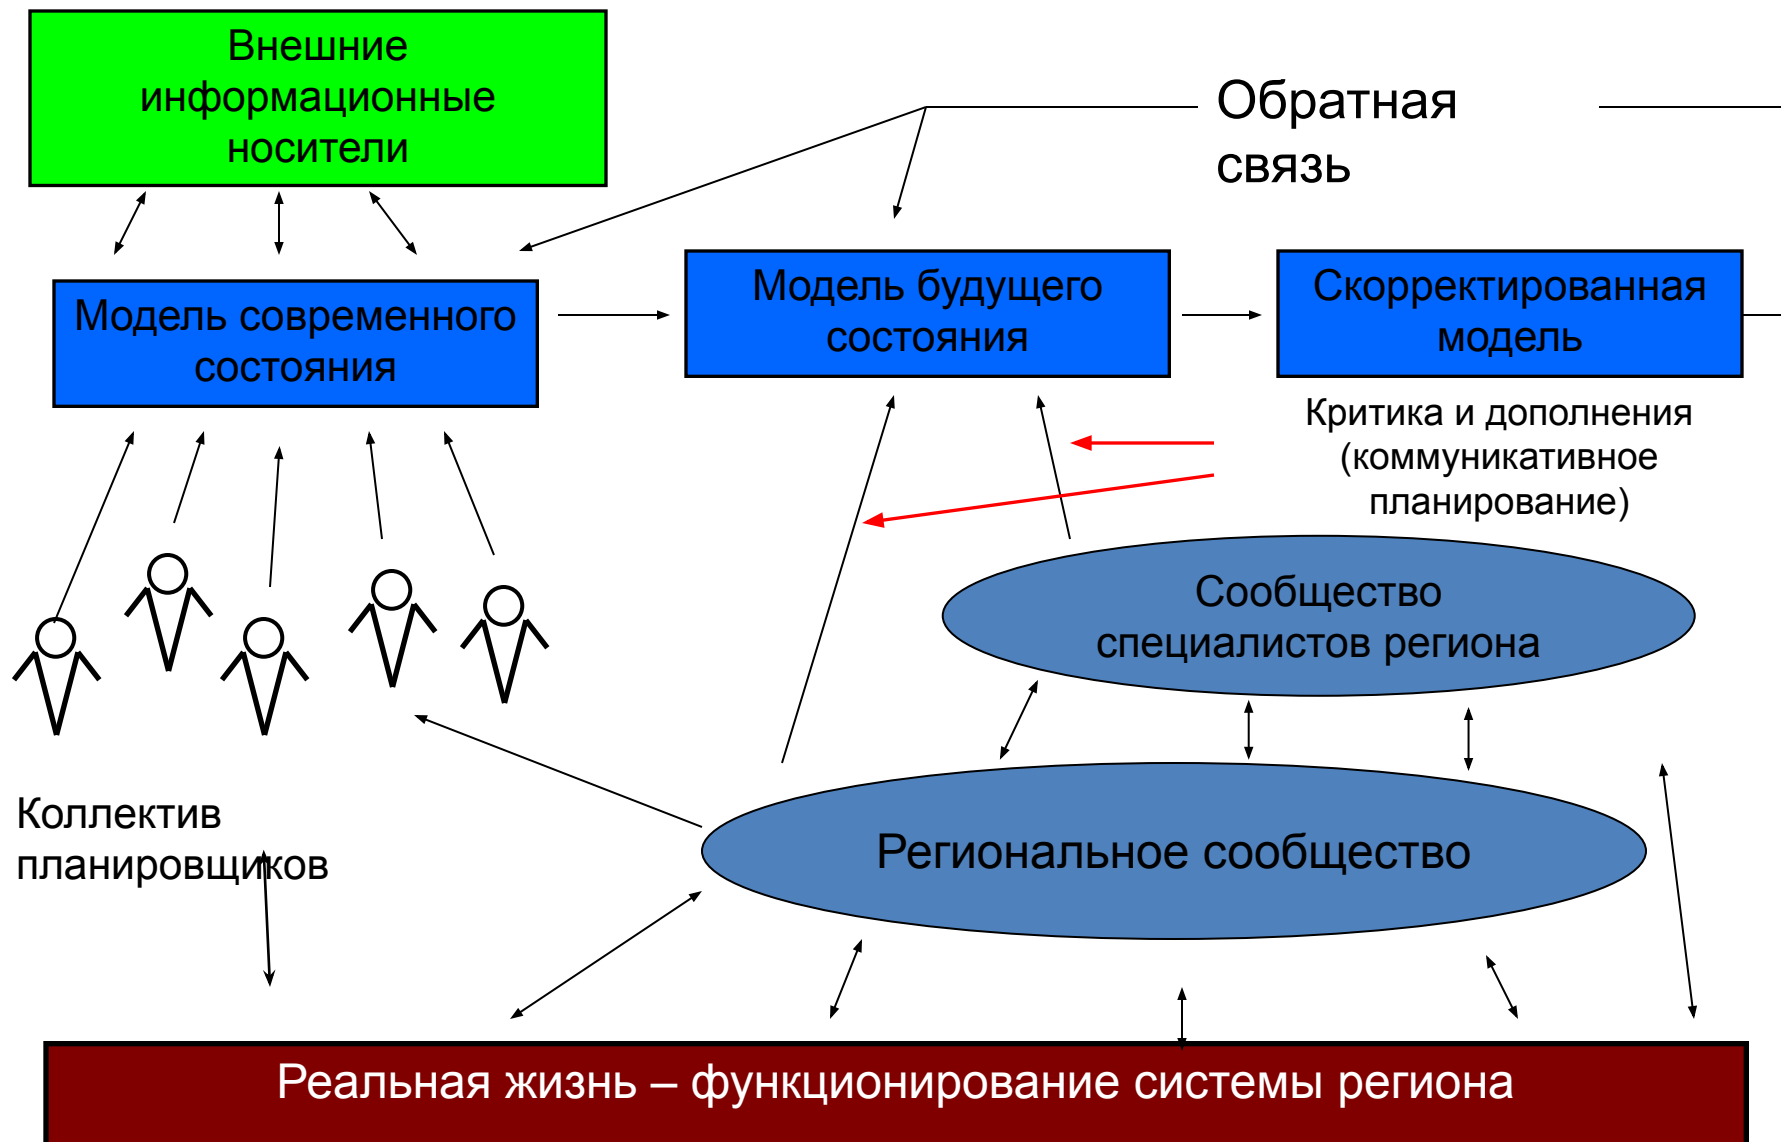 Внешние
информационные
носители
Обратная
связь
Модель современного
состояния
Модель будущего
состояния
Скорректированная
модель
Критика и дополнения
(коммуникативное
планирование)
Сообщество
специалистов региона
Коллектив
планировщиков
Региональное сообщество
Реальная жизнь – функционирование системы региона